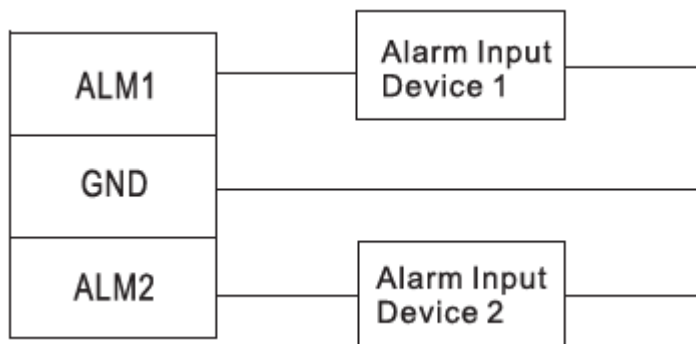 ALM1
Alarm Input
Device 1
GND
ALM2
Alarm Input
Device 2